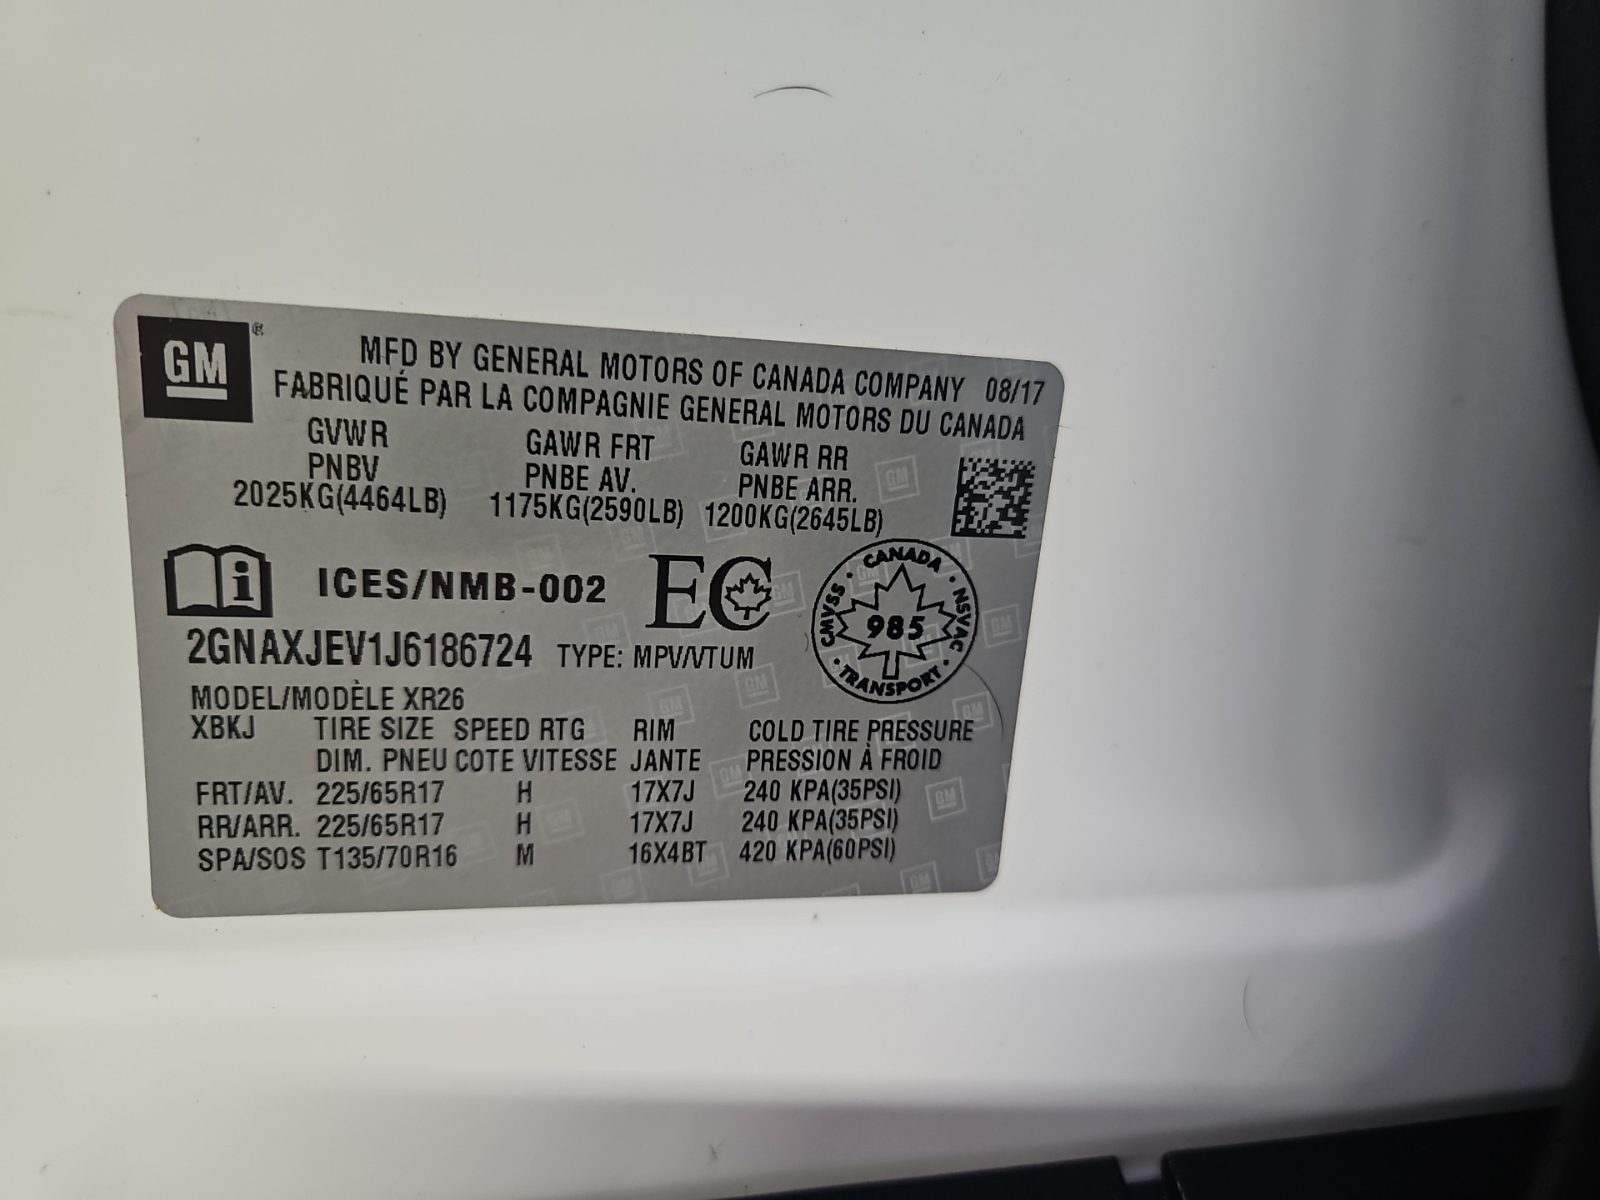 GM ®
MFD BY GENERAL MOTORS OF CANADA COMPANY 08/17
FABRIQUÉ PAR LA COMPAGNIE GENERAL MOTORS DU CANADA
GVWR GAWR FRT GAWR RR
PNBV PNBE AV. PNBE ARR.
2025KG(4464LB) 1175KG(2590LB) 1200KG(2645LB)
i ICES/NMB-002 EC
CANADA
CMVSS · NSVAC
985
TRANSPORT
2GNAXJEV1J6186724 TYPE: MPV/VTUM
MODEL/MODÈLE XR26
XBKJ TIRE SIZE SPEED RTG RIM COLD TIRE PRESSURE
DIM. PNEU COTE VITESSE JANTE PRESSION À FROID
FRT/AV. 225/65R17 H 17X7J 240 KPA(35PSI)
RR/ARR. 225/65R17 H 17X7J 240 KPA(35PSI)
SPA/SOS T135/70R16 M 16X4BT 420 KPA(60PSI)